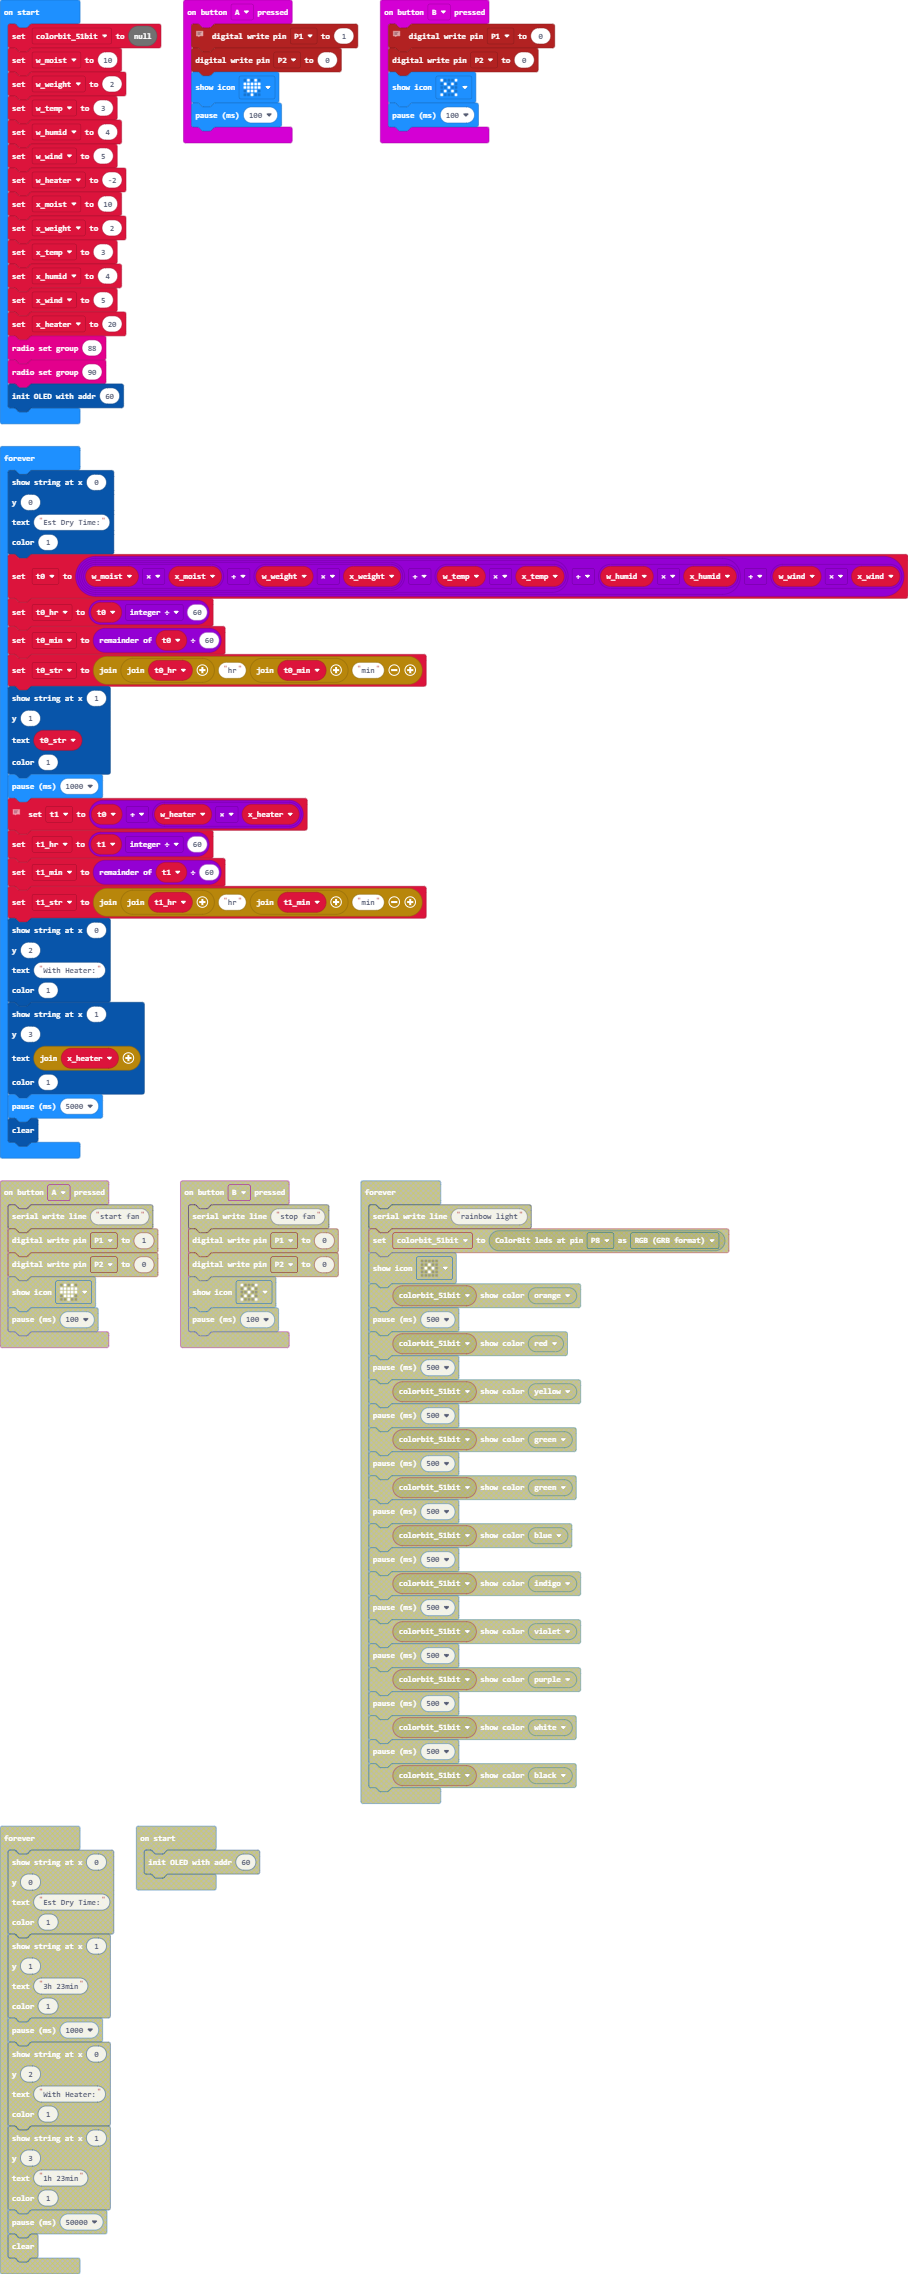 on start
set colorbit_51bit to null
set w_moist to 10
set w_weight to 2
set w_temp to 3
set w_humid to 4
set w_wind to 5
set w_heater to -2
set x_moist to 10
set x_weight to 2
set x_temp to 3
set x_humid to 4
set x_wind to 5
set x_heater to 20
radio set group 88
radio set group 90
init OLED with addr 60
on button A pressed
digital write pin P1 to 1
digital write pin P2 to 0
show icon
pause (ms) 100
on button B pressed
digital write pin P1 to 0
digital write pin P2 to 0
show icon
pause (ms) 100
forever
show string at x 0
y 0
text "Est Dry Time:"
color 1
set t0 to w_moist × x_moist + w_weight × x_weight + w_temp × x_temp + w_humid × x_humid + w_wind × x_wind
set t0_hr to t0 integer ÷ 60
set t0_min to remainder of t0 ÷ 60
set t0_str to join join t0_hr "hr" join t0_min "min"
show string at x 1
y 1
text t0_str
color 1
pause (ms) 1000
set t1 to t0 + w_heater × x_heater
set t1_hr to t1 integer ÷ 60
set t1_min to remainder of t1 ÷ 60
set t1_str to join join t1_hr "hr" join t1_min "min"
show string at x 0
y 2
text "With Heater:"
color 1
show string at x 1
y 3
text join x_heater
color 1
pause (ms) 5000
clear
on button A pressed
serial write line "start fan"
digital write pin P1 to 1
digital write pin P2 to 0
show icon
pause (ms) 100
on button B pressed
serial write line "stop fan"
digital write pin P1 to 0
digital write pin P2 to 0
show icon
pause (ms) 100
forever
serial write line "rainbow light"
set colorbit_51bit to ColorBit leds at pin P8 as RGB (GRB format)
show icon
colorbit_51bit show color orange
pause (ms) 500
colorbit_51bit show color red
pause (ms) 500
colorbit_51bit show color yellow
pause (ms) 500
colorbit_51bit show color green
pause (ms) 500
colorbit_51bit show color green
pause (ms) 500
colorbit_51bit show color blue
pause (ms) 500
colorbit_51bit show color indigo
pause (ms) 500
colorbit_51bit show color violet
pause (ms) 500
colorbit_51bit show color purple
pause (ms) 500
colorbit_51bit show color white
pause (ms) 500
colorbit_51bit show color black
forever
show string at x 0
y 0
text "Est Dry Time:"
color 1
show string at x 1
y 1
text "3h 23min"
color 1
pause (ms) 1000
show string at x 0
y 2
text "With Heater:"
color 1
show string at x 1
y 3
text "1h 23min"
color 1
pause (ms) 50000
clear
on start
init OLED with addr 60